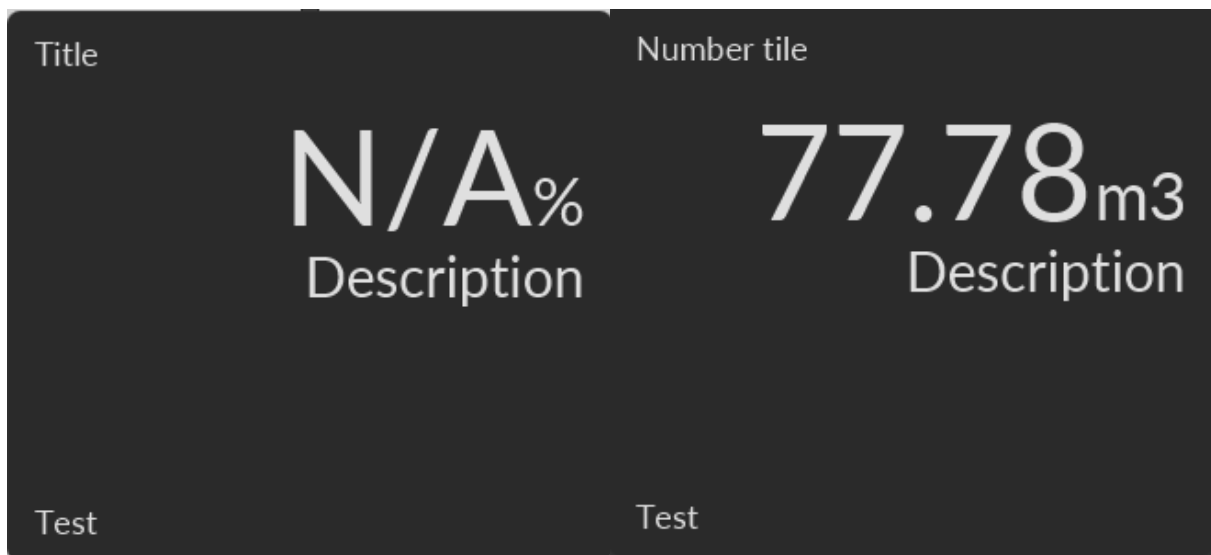 Title
N/A%
Description
Test
Number tile
77.78m3
Description
Test